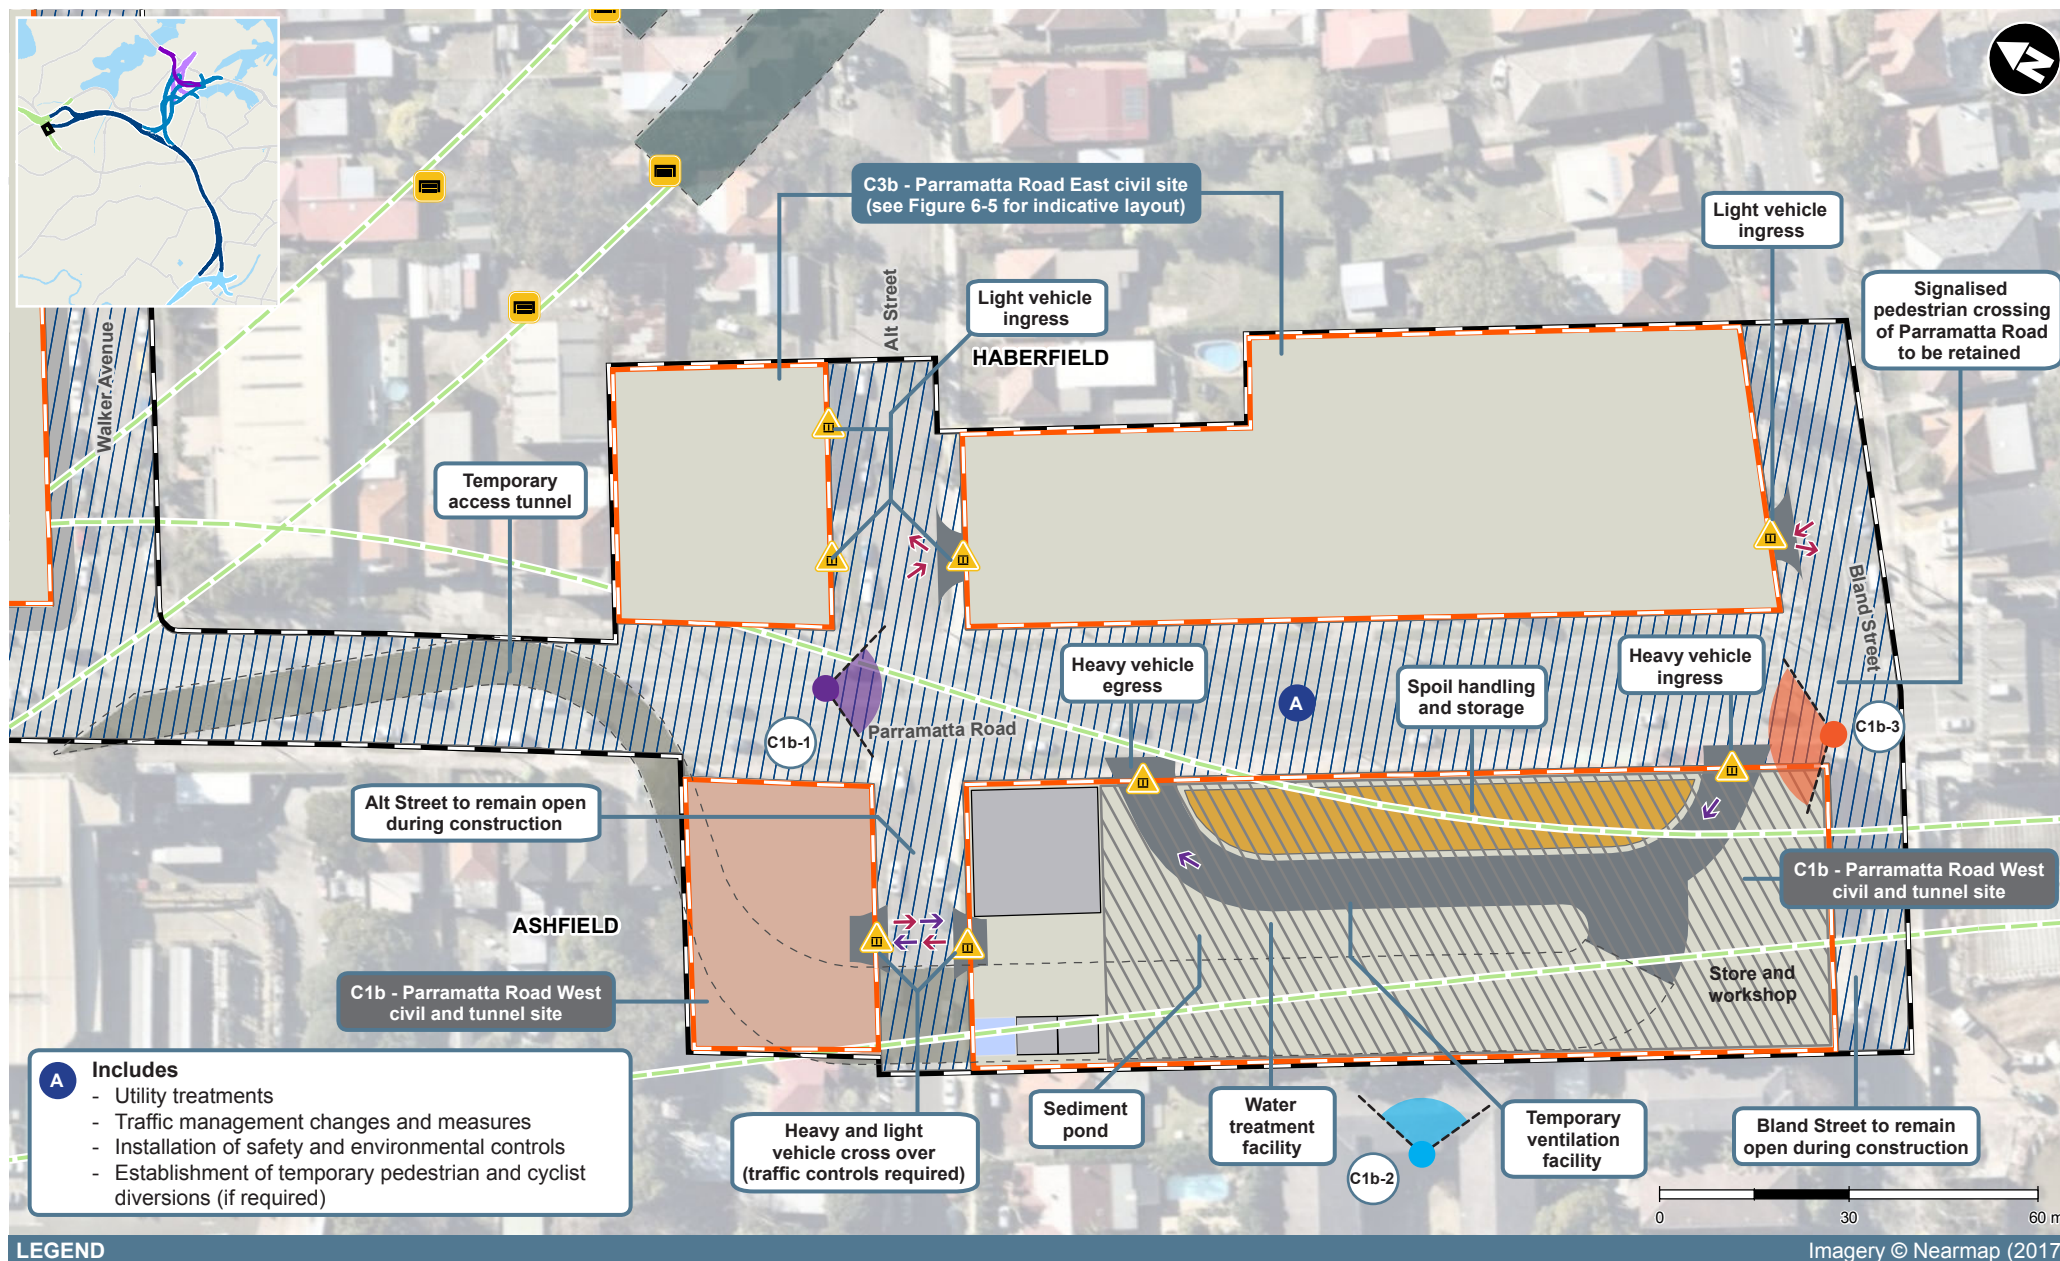 C3b - Parramatta Road East civil site
(see Figure 6-5 for indicative layout)
Light vehicle
ingress
Signalised
pedestrian crossing
of Parramatta Road
to be retained
Light vehicle
ingress
Alt Street
HABERFIELD
Walker Avenue
Temporary
access tunnel
Bland Street
Heavy vehicle
egress
Spoil handling
and storage
Heavy vehicle
ingress
A
C1b-1
Parramatta Road
C1b-3
Alt Street to remain open
during construction
C1b - Parramatta Road West
civil and tunnel site
ASHFIELD
Store and
workshop
C1b - Parramatta Road West
civil and tunnel site
A
Includes
- Utility treatments
- Traffic management changes and measures
- Installation of safety and environmental controls
- Establishment of temporary pedestrian and cyclist
diversions (if required)
Heavy and light
vehicle cross over
(traffic controls required)
Sediment
pond
Water
treatment
facility
C1b-2
Temporary
ventilation
facility
Bland Street to remain
open during construction
0 30 60 m
LEGEND
Imagery © Nearmap (2017
N